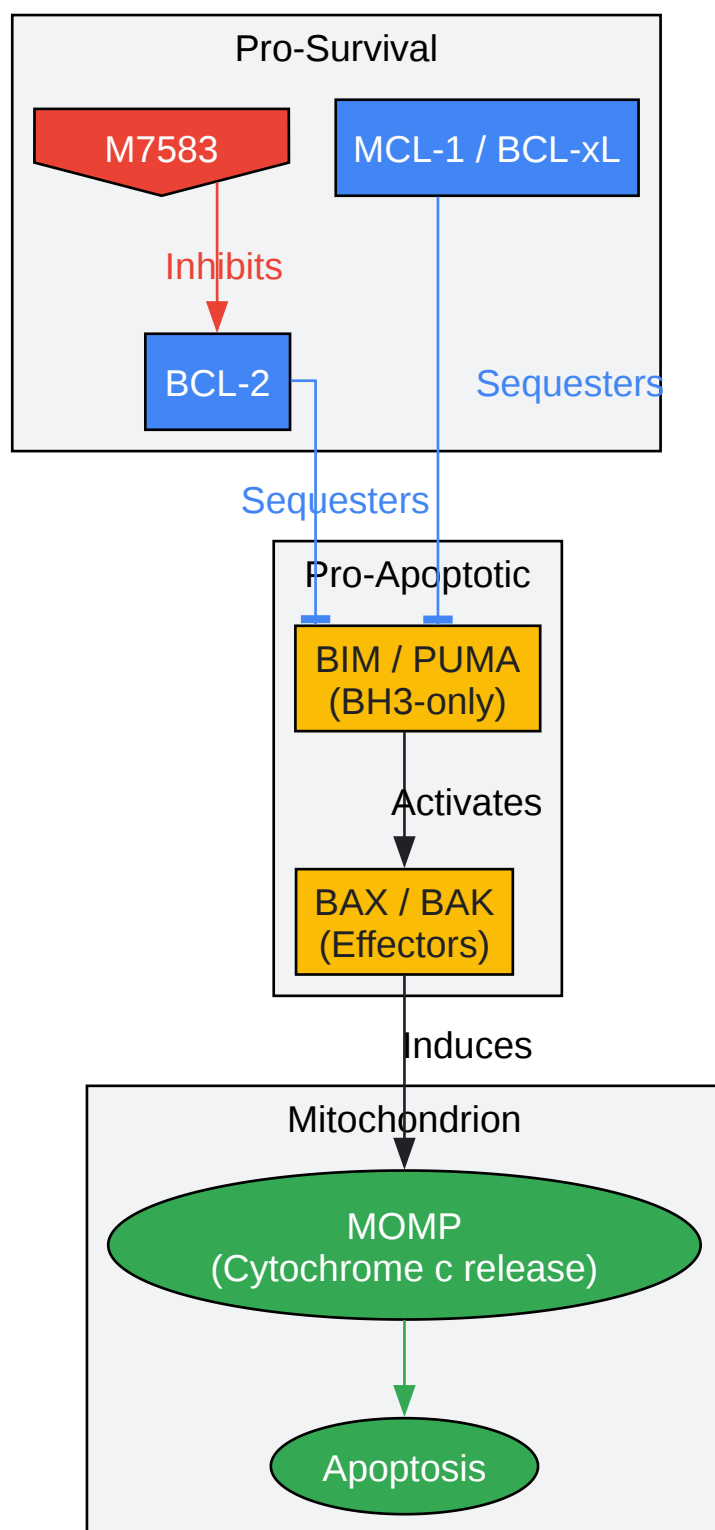 Pro-Survival
M7583
MCL-1 / BCL-xL
Inhibits
BCL-2
Sequesters
Sequesters
Pro-Apoptotic
BIM / PUMA
(BH3-only)
Activates
BAX / BAK
(Effectors)
Induces
Mitochondrion
MOMP
(Cytochrome c release)
Apoptosis